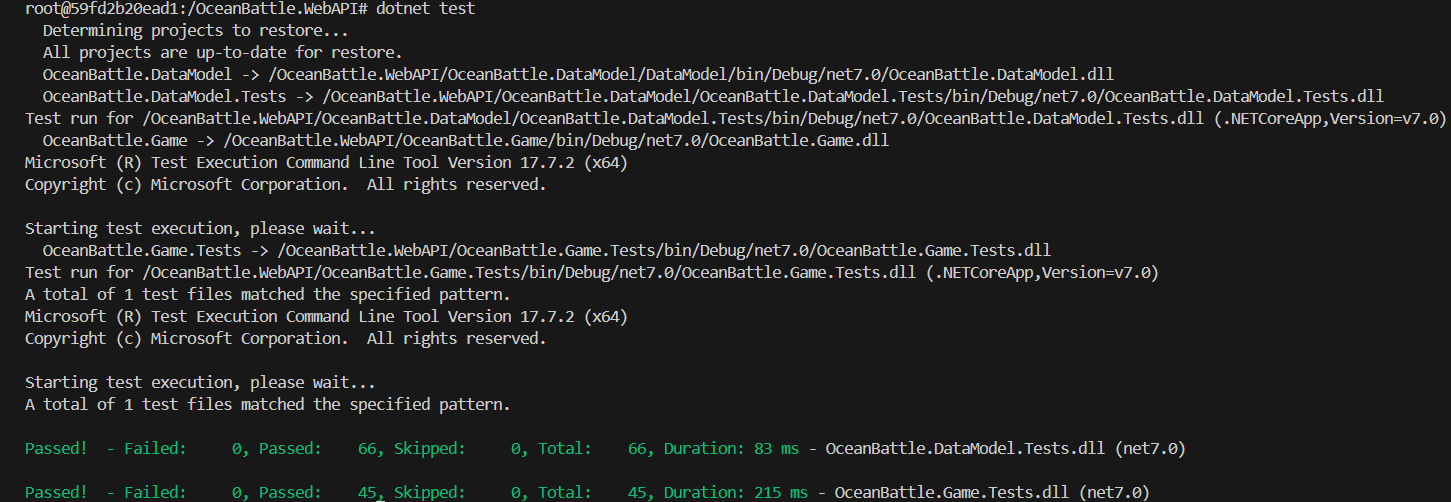 root@59fd2b20ead1:/OceanBattle.WebAPI# dotnet test
  Determining projects to restore...
  All projects are up-to-date for restore.
  OceanBattle.DataModel -> /OceanBattle.WebAPI/OceanBattle.DataModel/DataModel/bin/Debug/net7.0/OceanBattle.DataModel.dll
  OceanBattle.DataModel.Tests -> /OceanBattle.WebAPI/OceanBattle.DataModel/OceanBattle.DataModel.Tests/bin/Debug/net7.0/OceanBattle.DataModel.Tests.dll
Test run for /OceanBattle.WebAPI/OceanBattle.DataModel/OceanBattle.DataModel.Tests/bin/Debug/net7.0/OceanBattle.DataModel.Tests.dll (.NETCoreApp,Version=v7.0)
  OceanBattle.Game -> /OceanBattle.WebAPI/OceanBattle.Game/bin/Debug/net7.0/OceanBattle.Game.dll
Microsoft (R) Test Execution Command Line Tool Version 17.7.2 (x64)
Copyright (c) Microsoft Corporation.  All rights reserved.

Starting test execution, please wait...
  OceanBattle.Game.Tests -> /OceanBattle.WebAPI/OceanBattle.Game.Tests/bin/Debug/net7.0/OceanBattle.Game.Tests.dll
Test run for /OceanBattle.WebAPI/OceanBattle.Game.Tests/bin/Debug/net7.0/OceanBattle.Game.Tests.dll (.NETCoreApp,Version=v7.0)
A total of 1 test files matched the specified pattern.
Microsoft (R) Test Execution Command Line Tool Version 17.7.2 (x64)
Copyright (c) Microsoft Corporation.  All rights reserved.

Starting test execution, please wait...
A total of 1 test files matched the specified pattern.

Passed!  - Failed:     0, Passed:    66, Skipped:     0, Total:    66, Duration: 83 ms - OceanBattle.DataModel.Tests.dll (net7.0)

Passed!  - Failed:     0, Passed:    45, Skipped:     0, Total:    45, Duration: 215 ms - OceanBattle.Game.Tests.dll (net7.0)